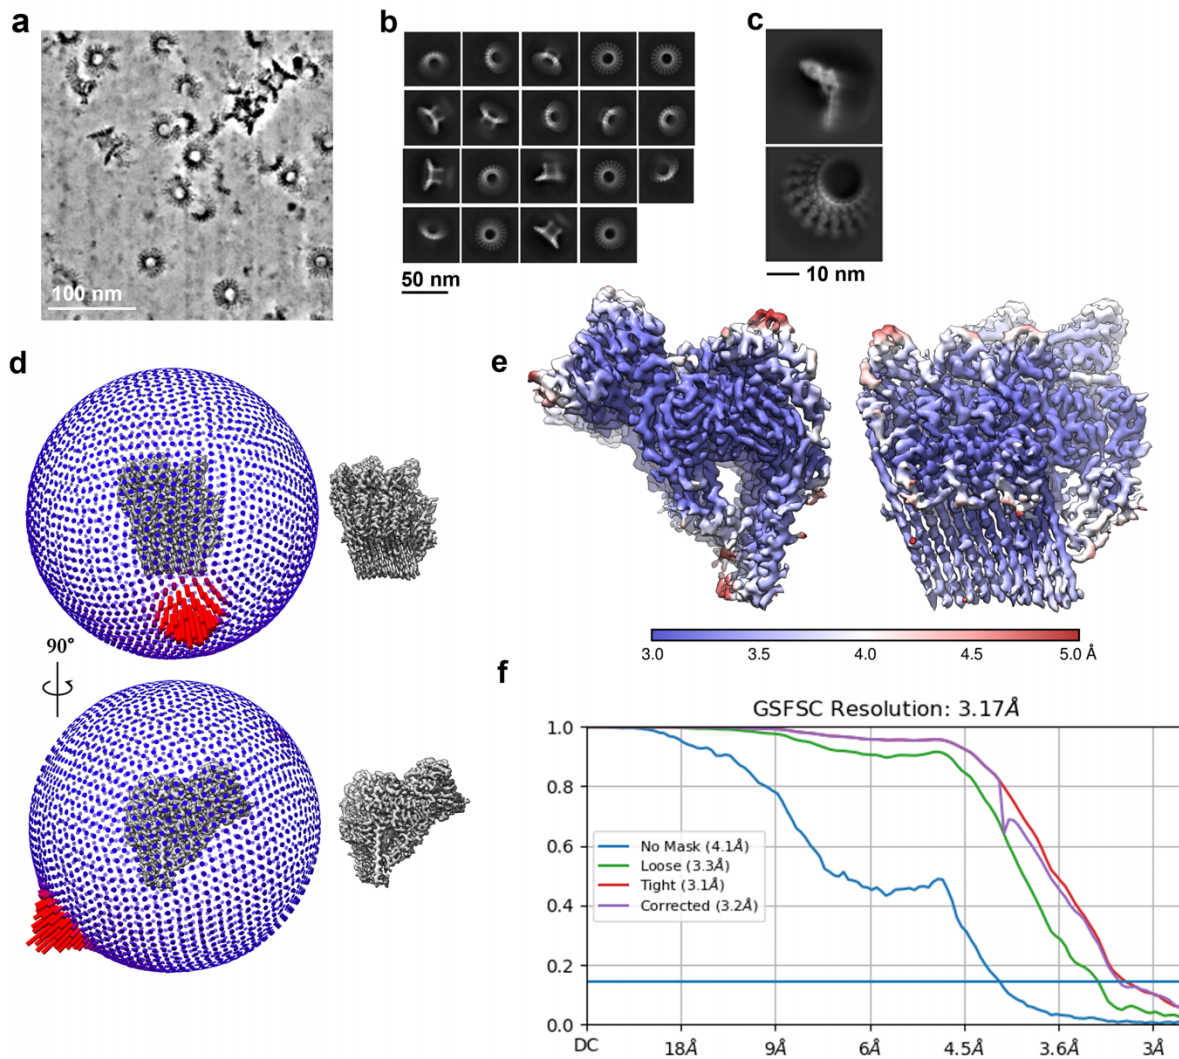 a
100 nm
b
50 nm
c
10 nm
d
90°
e
3.0 3.5 4.0 4.5 5.0 Å
f
GSFSC Resolution: 3.17Å
1.0
0.8
0.6
0.4
0.2
0.0
No Mask (4.1Å)
Loose (3.3Å)
Tight (3.1Å)
Corrected (3.2Å)
DC 18Å 9Å 6Å 4.5Å 3.6Å 3Å